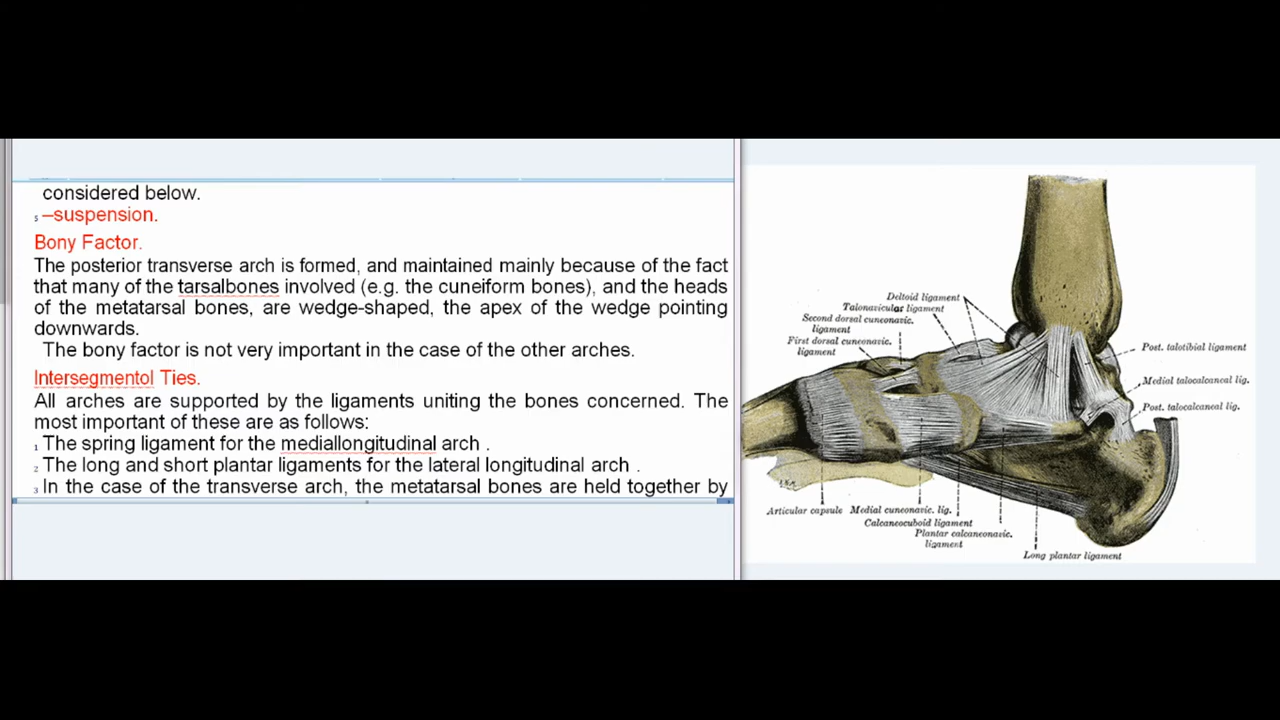 considered below.
5 –suspension.
Bony Factor.
The posterior transverse arch is formed, and maintained mainly because of the fact
that many of the tarsalbones involved (e.g. the cuneiform bones), and the heads
of the metatarsal bones, are wedge-shaped, the apex of the wedge pointing
downwards.
The bony factor is not very important in the case of the other arches.
Intersegmentol Ties.
All arches are supported by the ligaments uniting the bones concerned. The
most important of these are as follows:
1 The spring ligament for the mediallongitudinal arch .
2 The long and short plantar ligaments for the lateral longitudinal arch .
3 In the case of the transverse arch, the metatarsal bones are held together by
Deltoid ligament
Talonavicular ligament
Second dorsal cuneonavic.
ligament
First dorsal cuneonavic.
ligament
Post. talotibial ligament
Medial talocalcaneal lig.
Post. talocalcaneal lig.
Articular capsule
Medial cuneonavic. lig.
Calcaneocuboid ligament
Plantar calcaneonavic.
ligament
Long plantar ligament